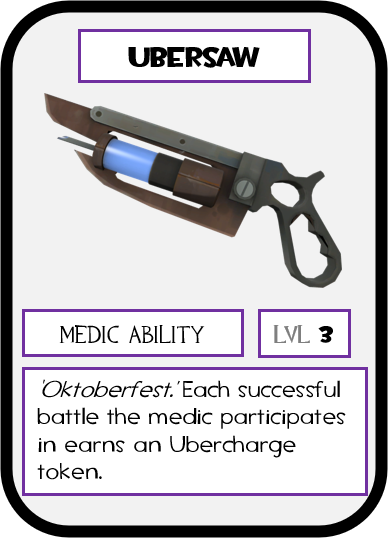 UBERSAW
MEDIC ABILITY
LVL 3
'Oktoberfest.' Each successful
battle the medic participates
in earns an Ubercharge
token.